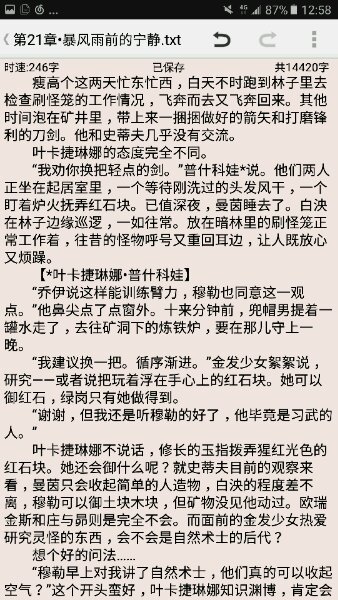 4G 87% 12:58
第21章·暴风雨前的宁静.txt
时速:246字 已保存 共14420字
瘦高个这两天忙东忙西，白天不时跑到林子里去
检查刷怪笼的工作情况，飞奔而去又飞奔回来。其他
时间泡在矿井里，带上来一捆捆做好的箭矢和打磨锋
利的刀剑。他和史蒂夫几乎没有交流。
叶卡捷琳娜的态度完全不同。
“我劝你换把轻点的剑。”普什科娃*说。他们两人
正坐在起居室里，一个等待刚洗过的头发风干，一个
盯着炉火抚弄红石块。已值深夜，曼茵睡去了。白泱
在林子边缘巡逻，一如往常。放在暗林里的刷怪笼正
常工作着，往昔的怪物呼号又重回耳边，让人既放心
又烦躁。
【*叶卡捷琳娜·普什科娃】
“乔伊说这样能训练臂力，穆勒也同意这一观
点。”他鼻尖点了点窗外。十来分钟前，兜帽男提着一
罐水走了，去往矿洞下的炼铁炉，要在那儿守上一
晚。
“我建议换一把。循序渐进。”金发少女絮絮说，
研究——或者说把玩着浮在手心上的红石块。她可以
御红石，绿岗只有她做得到。
“谢谢，但我还是听穆勒的好了，他毕竟是习武的
人。”
叶卡捷琳娜不说话，修长的玉指拨弄猩红光色的
红石块。她还会御什么呢？就史蒂夫目前的观察来
看，曼茵只会收起简单的人造物，白泱的程度差不
离，穆勒可以御土块木块，但矿物没见他动过。欧瑞
金斯和庄与昴则是完全不会。而面前的金发少女热爱
研究灵怪的东西，会不会是自然术士的后代？
想个好的问法……
“穆勒早上对我讲了自然术士，他们真的可以收起
空气？”这个开头蛮好，叶卡捷琳娜知识渊博，肯定会